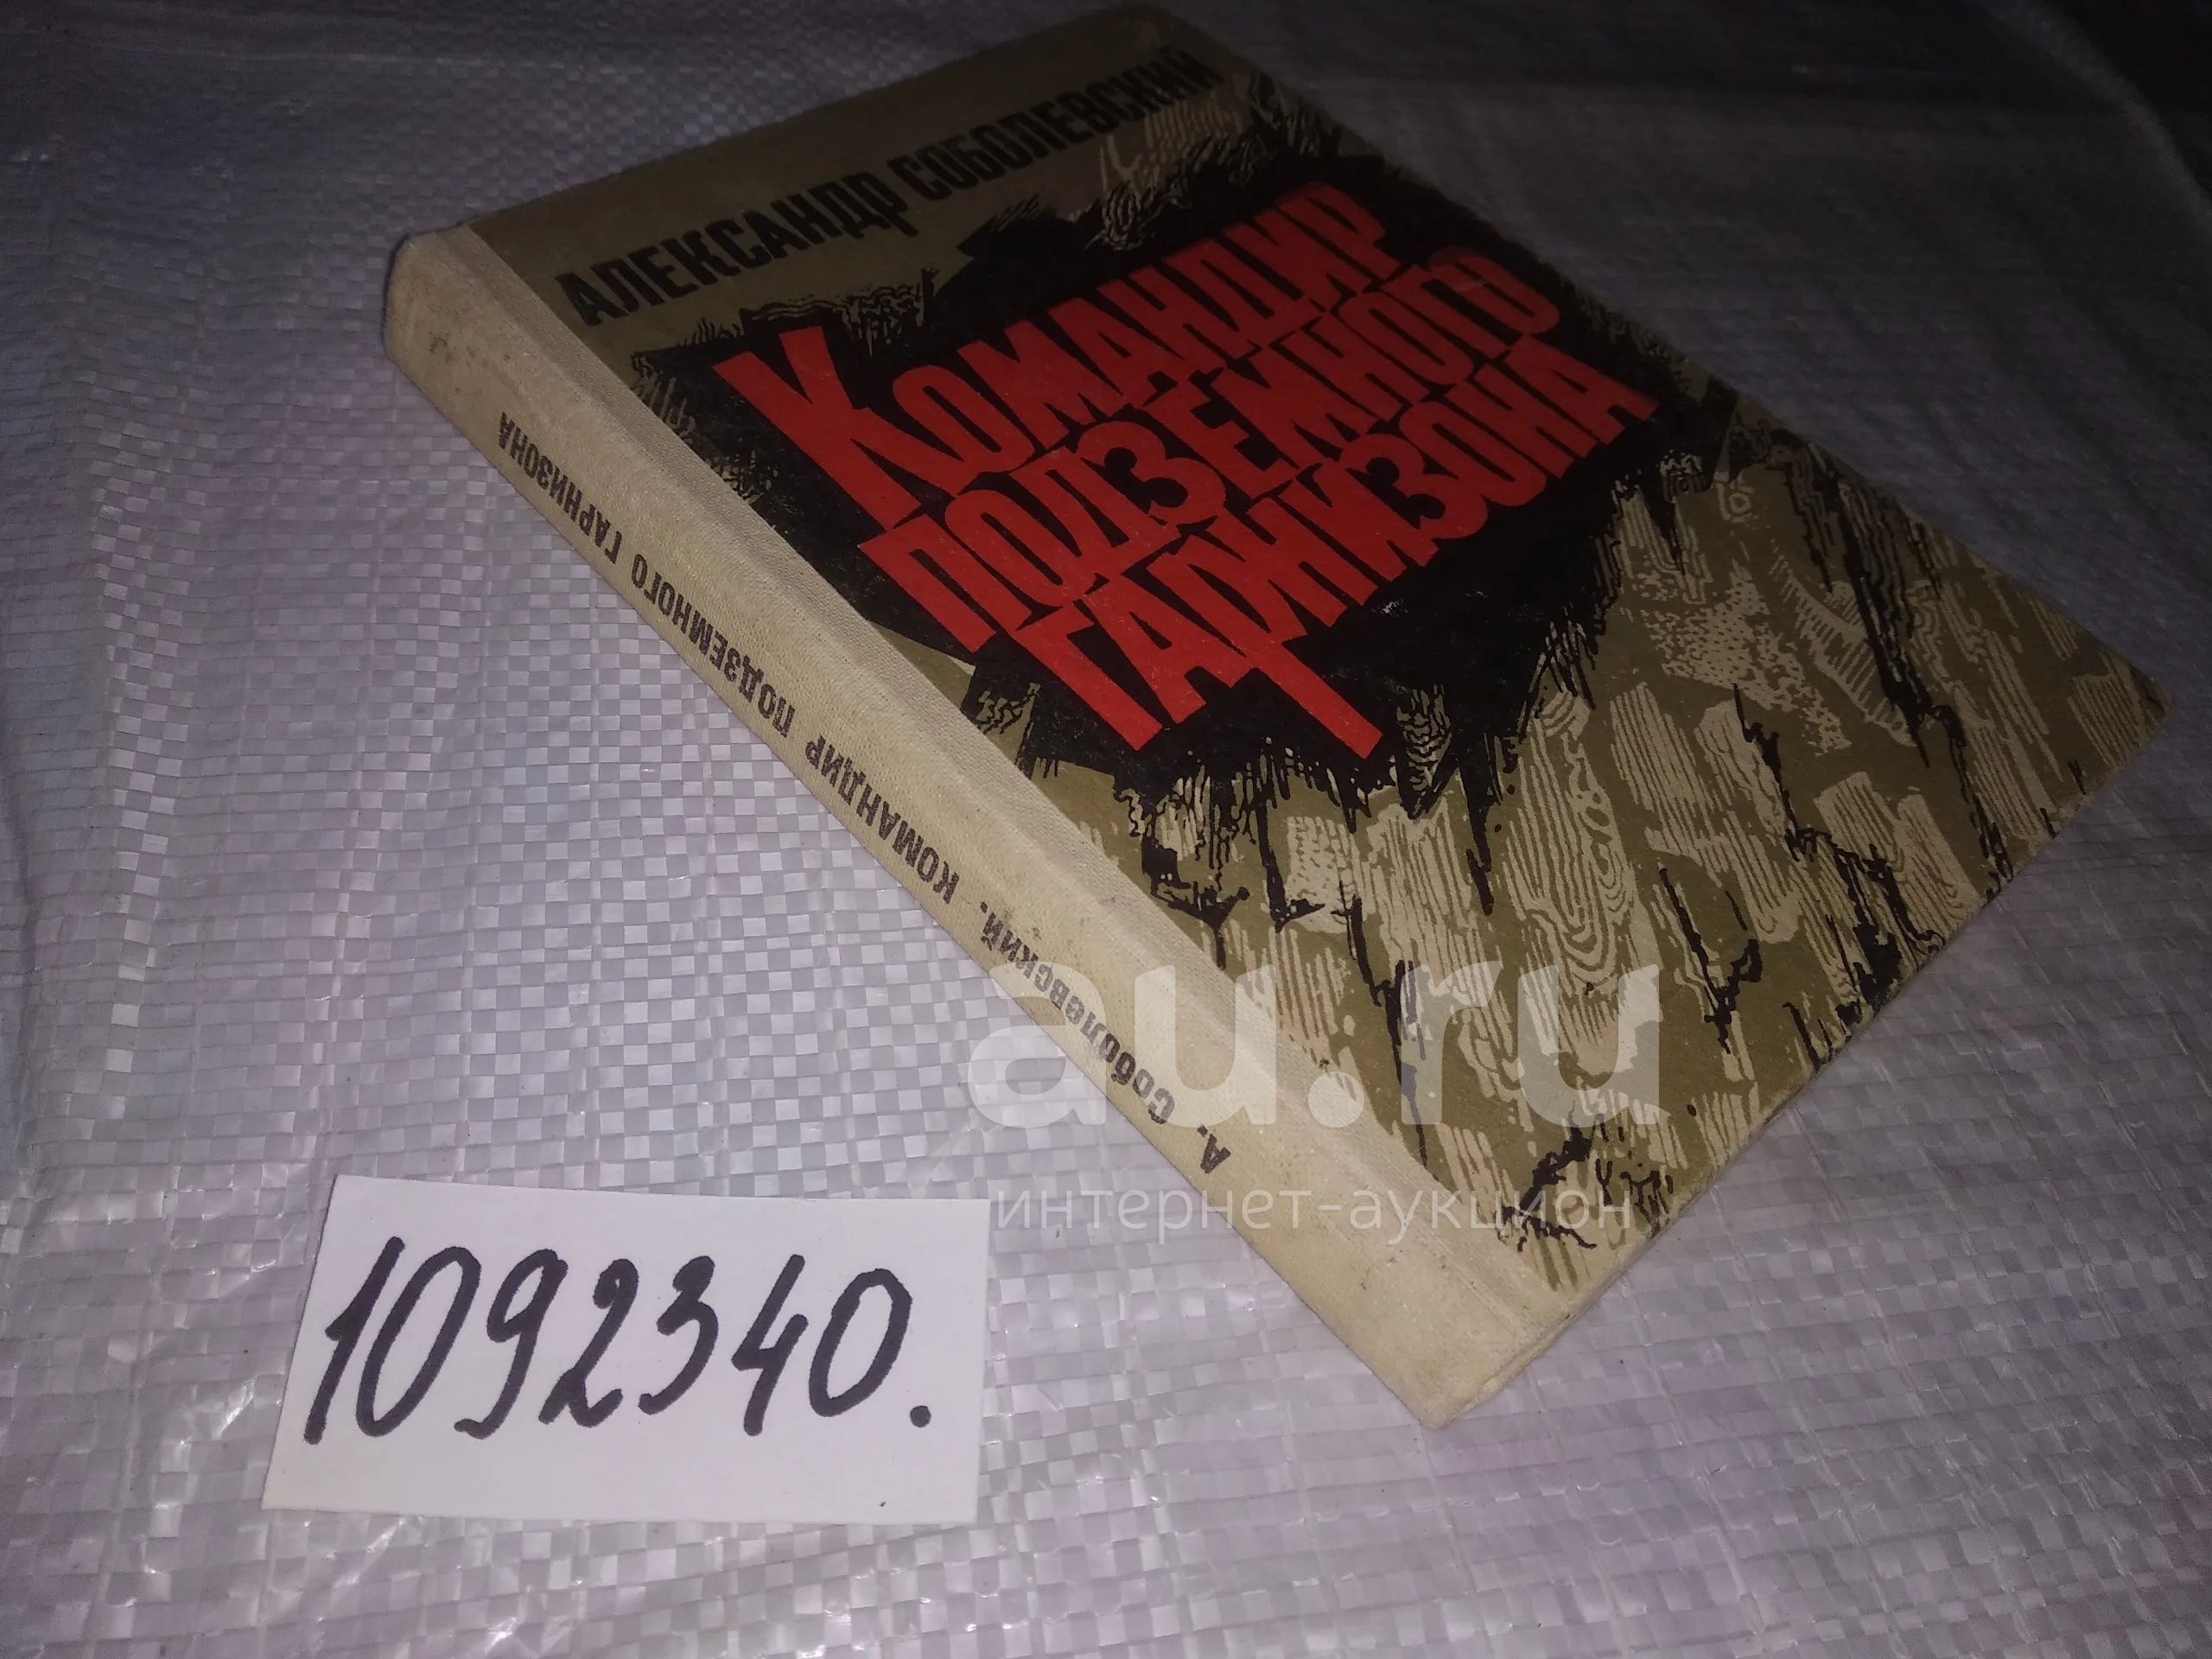 АЛЕКСАНДР СОБОЛЕВСКИЙ
КОМАНДИР
ПОДЗЕМНОГО
ГАРНИЗОНА
А. Соболевский. КОМАНДИР ПОДЗЕМНОГО ГАРНИЗОНА
au.ru
интернет-аукцион
1092340.